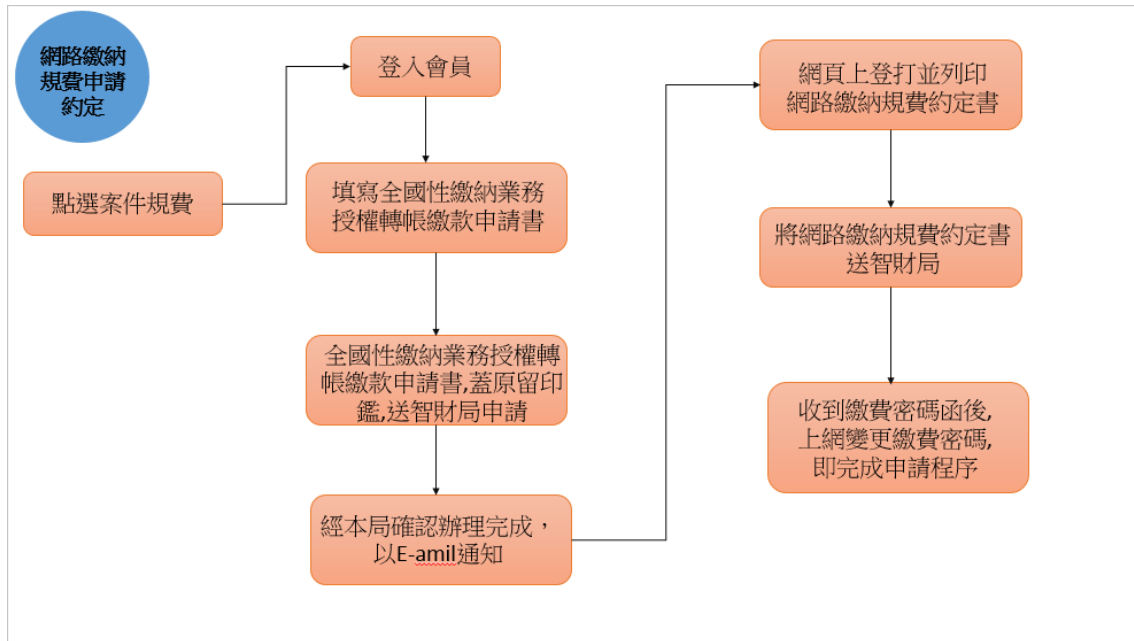 網路繳納
規費申請
約定
點選案件規費
登入會員
填寫全國性繳納業務
授權轉帳繳款申請書
全國性繳納業務授權轉
帳繳款申請書,蓋原留印
鑑,送智財局申請
經本局確認辦理完成，
以E-amil通知
網頁上登打並列印
網路繳納規費約定書
將網路繳納規費約定書
送智財局
收到繳費密碼函後,
上網變更繳費密碼,
即完成申請程序